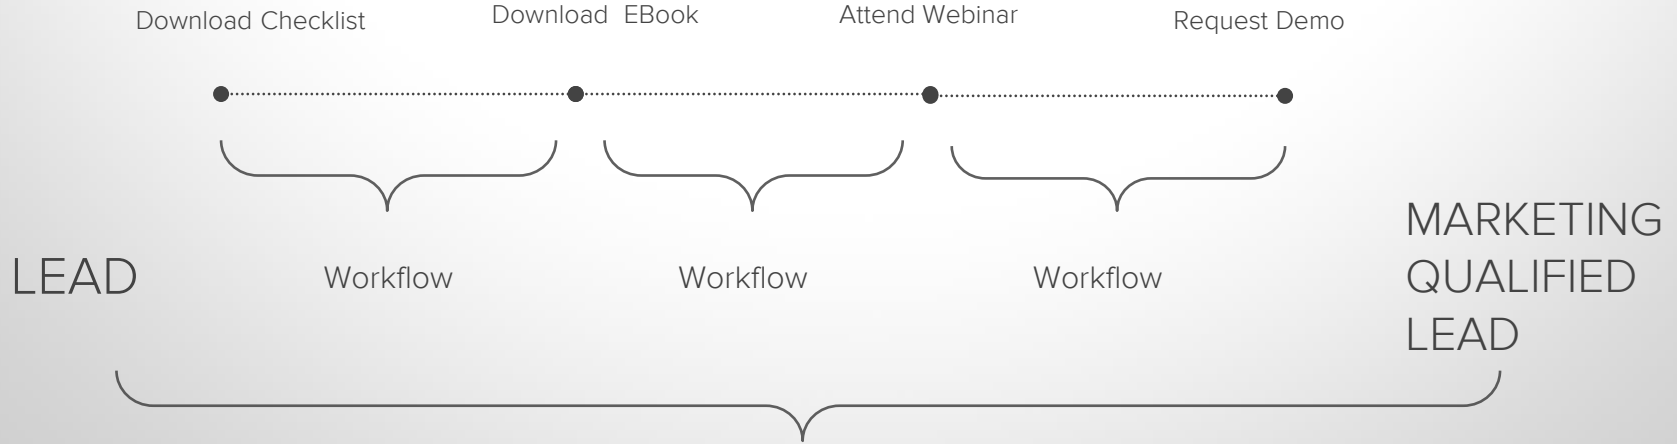 Download Checklist
Download EBook
Attend Webinar
Request Demo
LEAD
Workflow
Workflow
Workflow
MARKETING
QUALIFIED
LEAD